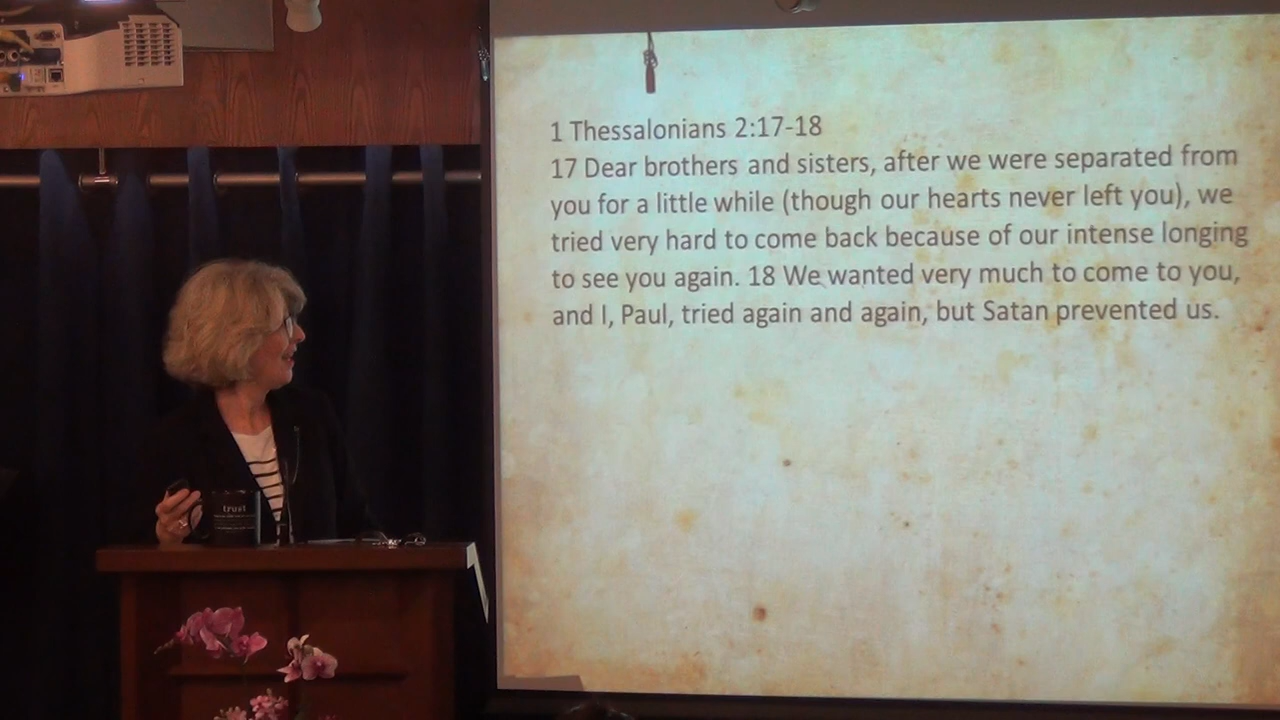 1 Thessalonians 2:17-18
17 Dear brothers and sisters, after we were separated from
you for a little while (though our hearts never left you), we
tried very hard to come back because of our intense longing
to see you again. 18 We wanted very much to come to you,
and I, Paul, tried again and again, but Satan prevented us.
trust